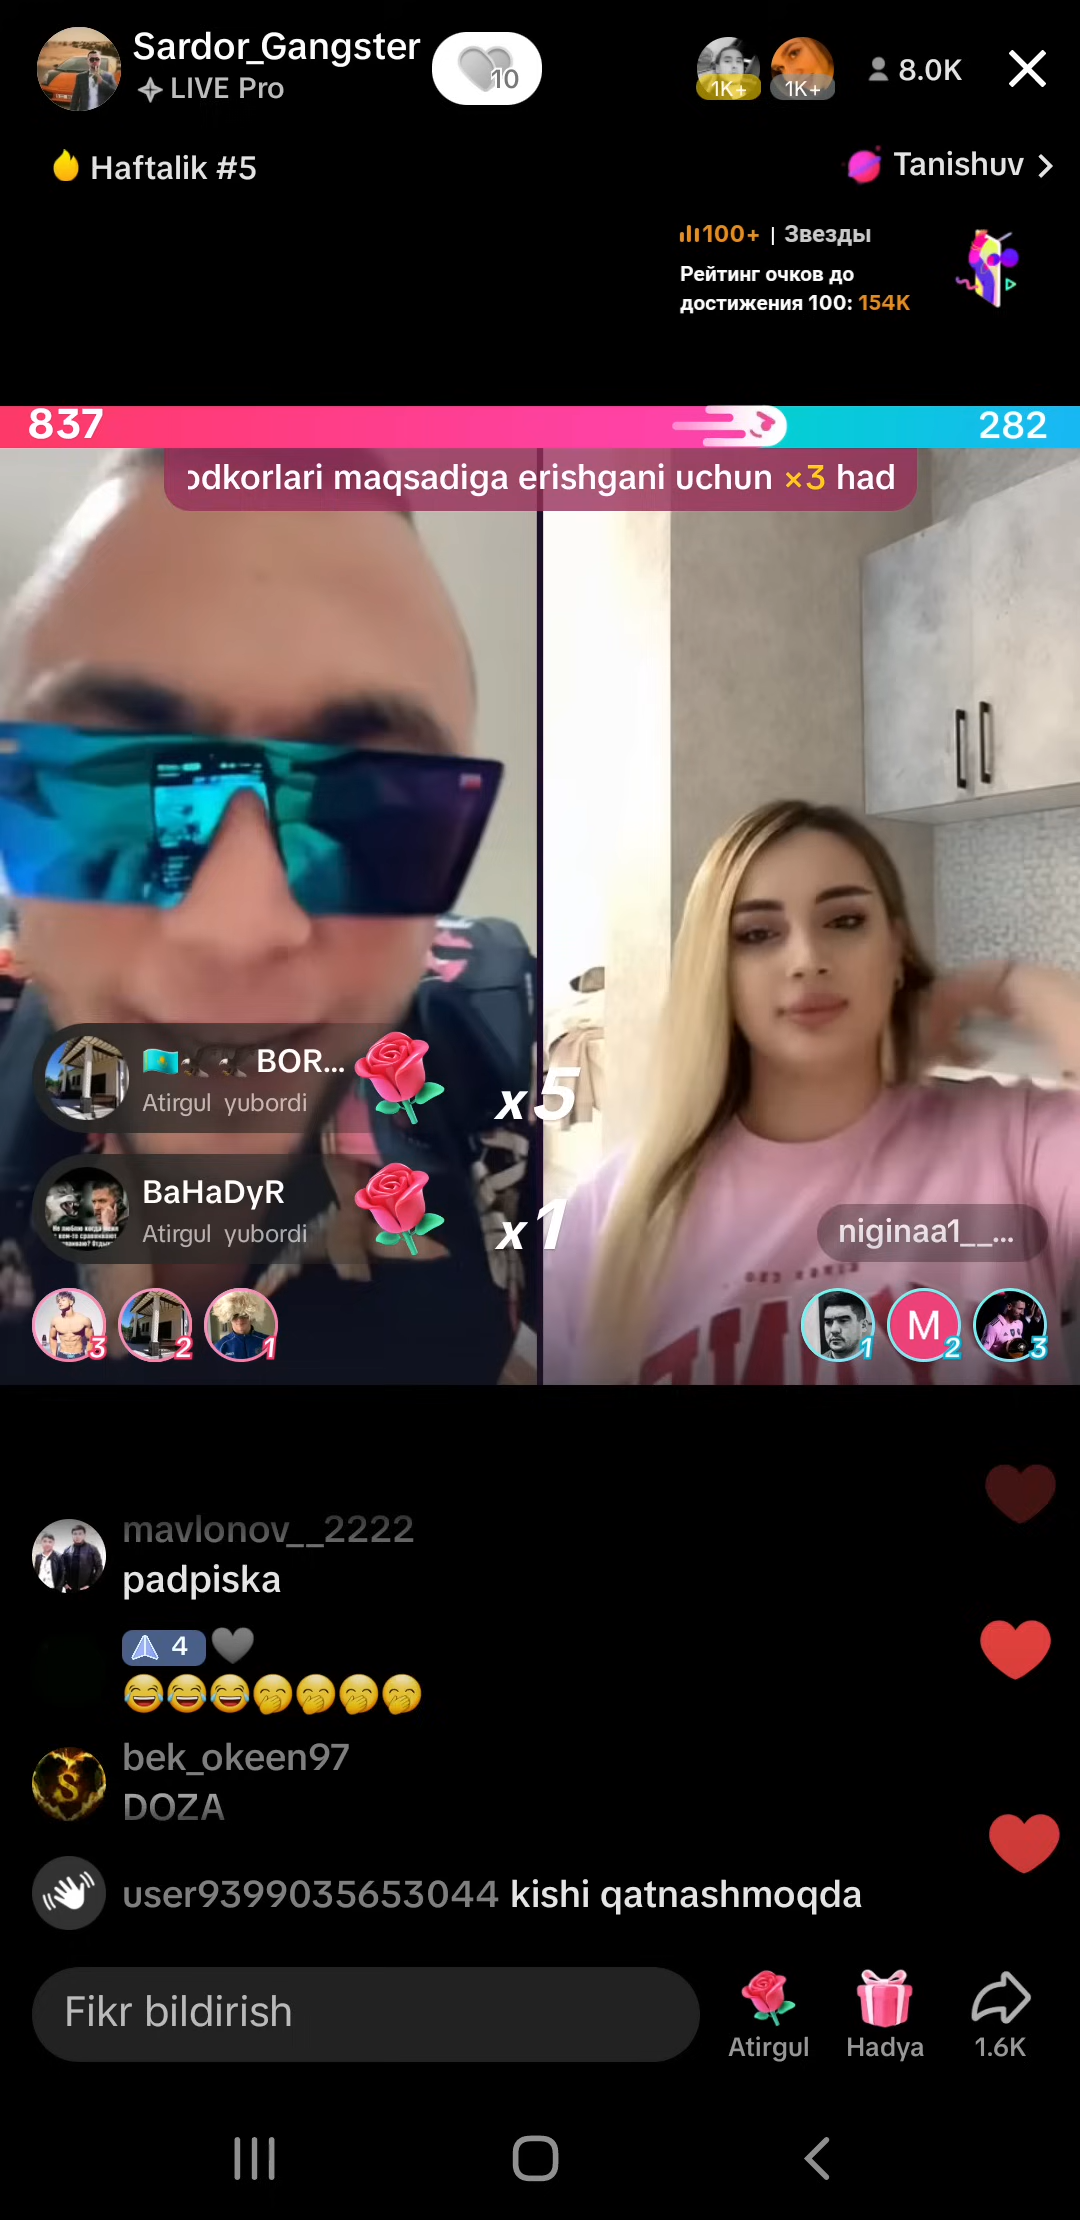 Sardor_Gangster
LIVE Pro
10
1K+
1K+
8.0K
Haftalik #5
Tanishuv
100+ | Звезды
Рейтинг очков до
достижения 100: 154K
837
282
odkorlari maqsadiga erishgani uchun ×3 had
BOR...
Atirgul yubordi
x5
BaHaDyR
Atirgul yubordi
x1
niginaa1__...
3
2
1
1
M
2
3
mavlonov__2222
padpiska
4
bek_okeen97
DOZA
user9399035653044 kishi qatnashmoqda
Fikr bildirish
Atirgul
Hadya
1.6K